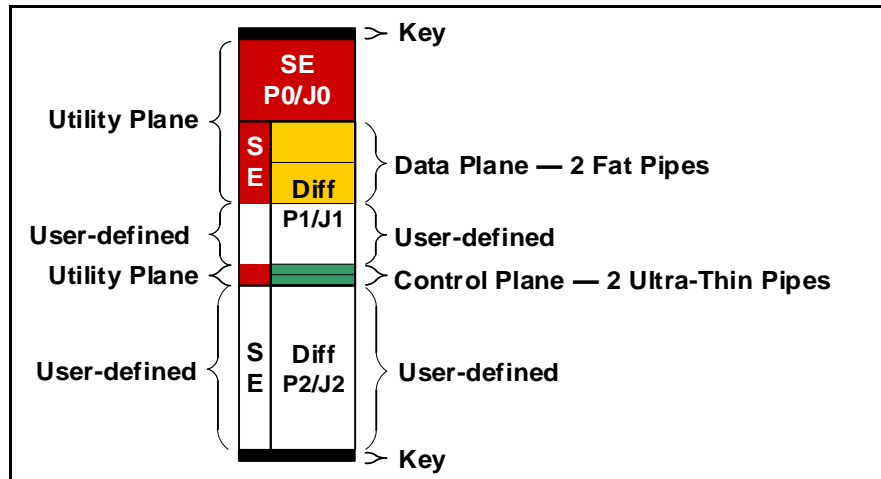 Key
SE
P0/J0
Utility Plane
S
E
Data Plane — 2 Fat Pipes
Diff
P1/J1
User-defined
User-defined
Utility Plane
Control Plane — 2 Ultra-Thin Pipes
S
E
Diff
P2/J2
User-defined
User-defined
Key